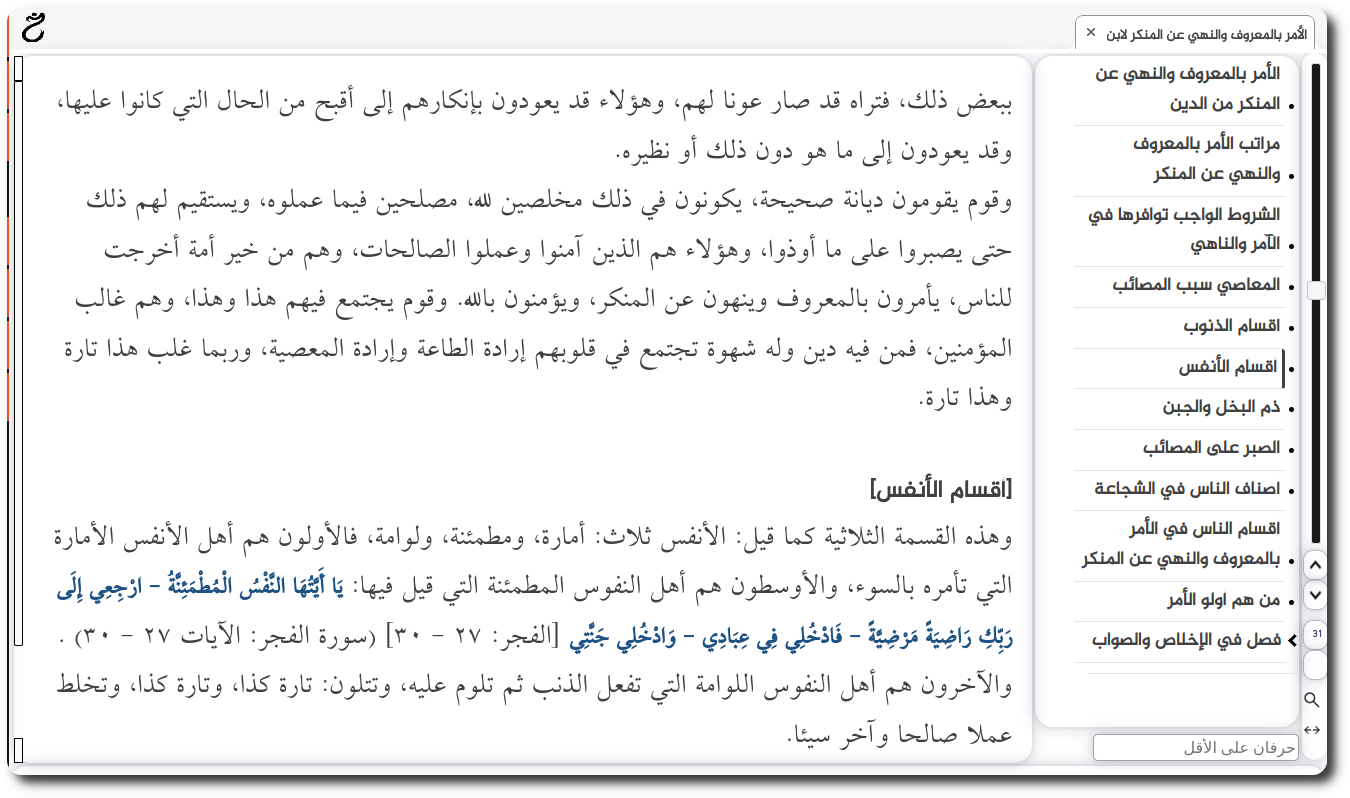 الأمر بالمعروف والنهي عن المنكر لابن
الأمر بالمعروف والنهي عن
المنكر من الدين
مراتب الأمر بالمعروف
والنهي عن المنكر
الشروط الواجب توافرها في
الآمر والناهي
المعاصي سبب المصائب
اقسام الذنوب
اقسام الأنفس
ذم البخل والجبن
الصبر على المصائب
اصناف الناس في الشجاعة
اقسام الناس في الأمر
بالمعروف والنهي عن المنكر
من هم اولو الأمر
فصل في الإخلاص والصواب
31
حرفان على الأقل
ببعض ذلك، فتراه قد صار عونا لهم، وهؤلاء قد يعودون بإنكارهم إلى أقبح من الحال التي كانوا عليها،
وقد يعودون إلى ما هو دون ذلك أو نظيره.
وقوم يقومون ديانة صحيحة، يكونون في ذلك مخلصين لله، مصلحين فيما عملوه، ويستقيم لهم ذلك
حتى يصبروا على ما أوذوا، وهؤلاء هم الذين آمنوا وعملوا الصالحات، وهم من خير أمة أخرجت
للناس، يأمرون بالمعروف وينهون عن المنكر، ويؤمنون بالله. وقوم يجتمع فيهم هذا وهذا، وهم غالب
المؤمنين، فمن فيه دين وله شهوة تجتمع في قلوبهم إرادة الطاعة وإرادة المعصية، وربما غلب هذا تارة
وهذا تارة.
[اقسام الأنفس]
وهذه القسمة الثلاثية كما قيل: الأنفس ثلاث: أمارة، ومطمئنة، ولوامة، فالأولون هم أهل الأنفس الأمارة
التي تأمره بالسوء، والأوسطون هم أهل النفوس المطمئنة التي قيل فيها: يَا أَيَّتُهَا النَّفْسُ الْمُطْمَئِنَّةُ - ارْجِعِي إِلَى
رَبِّكِ رَاضِيَةً مَرْضِيَّةً - فَادْخُلِي فِي عِبَادِي - وَادْخُلِي جَنَّتِي [الفجر: ٢٧ - ٣٠] (سورة الفجر: الآيات ٢٧ - ٣٠) .
والآخرون هم أهل النفوس اللوامة التي تفعل الذنب ثم تلوم عليه، وتتلون: تارة كذا، وتارة كذا، وتخلط
عملا صالحا وآخر سيئا.